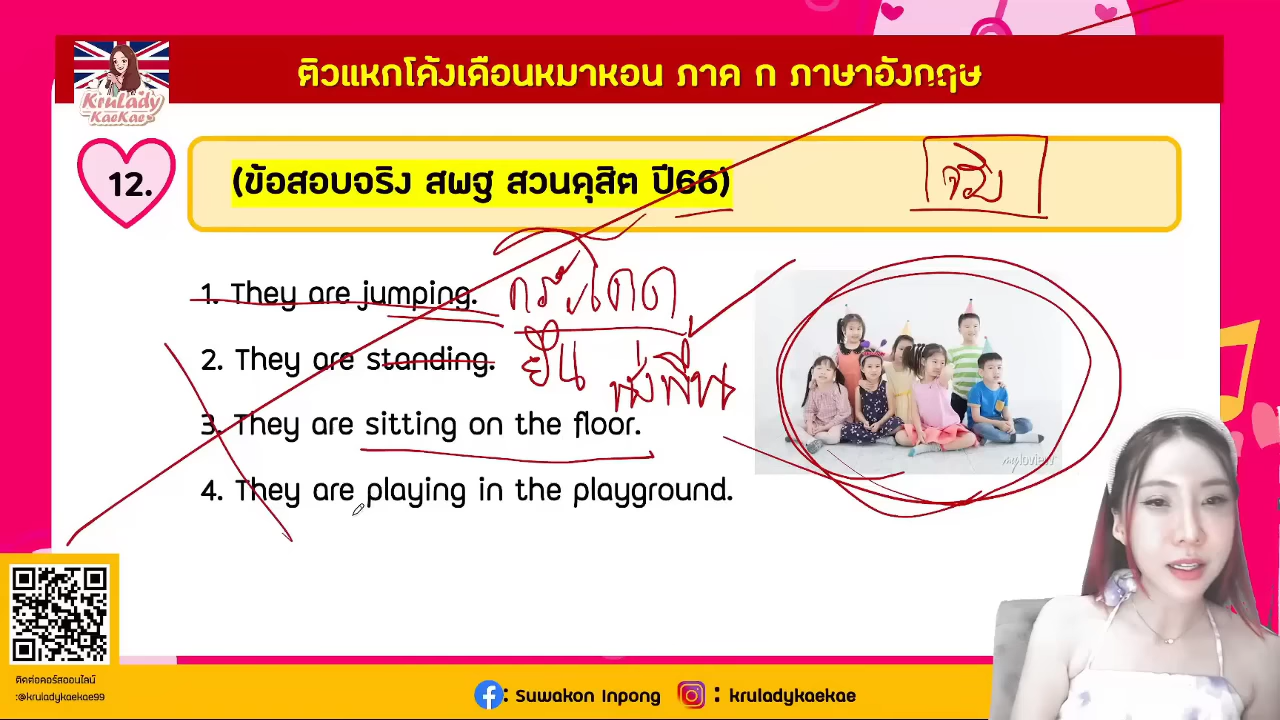 ติวแหกโค้งเดือนหมาหอน ภาค ก ภาษาอังกฤษ
KruLady
KaeKae
12.
(ข้อสอบจริง สพฐ สวนดุสิต ปี66)
จริง
1. They are jumping.
กระโดด
2. They are standing.
ยืน
นั่งพื้น
3. They are sitting on the floor.
4. They are playing in the playground.
myloview
ติดต่อคอร์สออนไลน์
:@kruladykaekae99
: Suwakon Inpong
: kruladykaekae